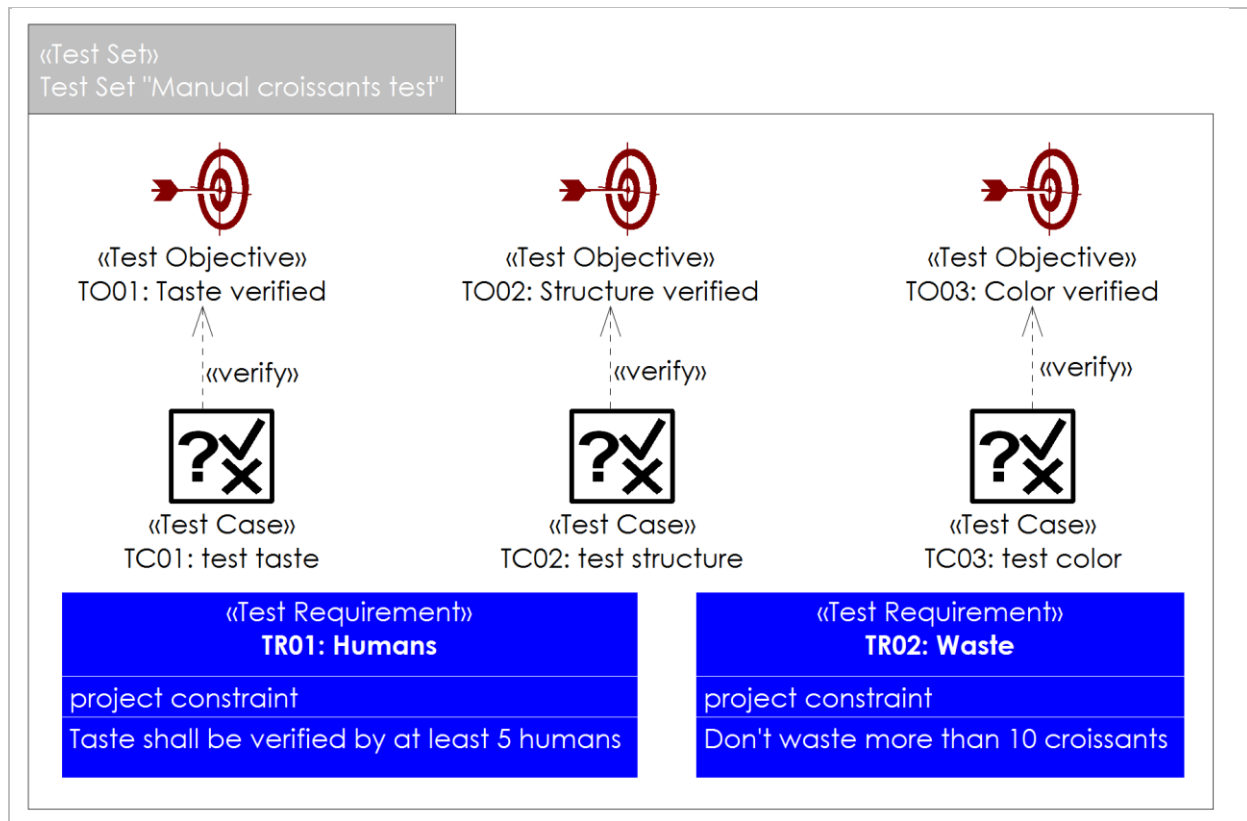 «Test Set»
Test Set "Manual croissants test"
«Test Objective»
TO01: Taste verified
«Test Objective»
TO02: Structure verified
«Test Objective»
TO03: Color verified
«verify»
«verify»
«verify»
?
?
?
«Test Case»
TC01: test taste
«Test Case»
TC02: test structure
«Test Case»
TC03: test color
«Test Requirement»
TR01: Humans
project constraint
Taste shall be verified by at least 5 humans
«Test Requirement»
TR02: Waste
project constraint
Don't waste more than 10 croissants